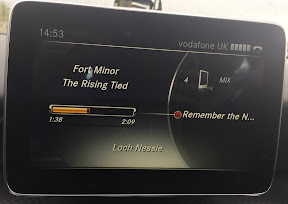 14:53
vodafone UK
Fort Minor
The Rising Tied
4 MIX
1:38 2:09
Remember the N...
Loch Nessie